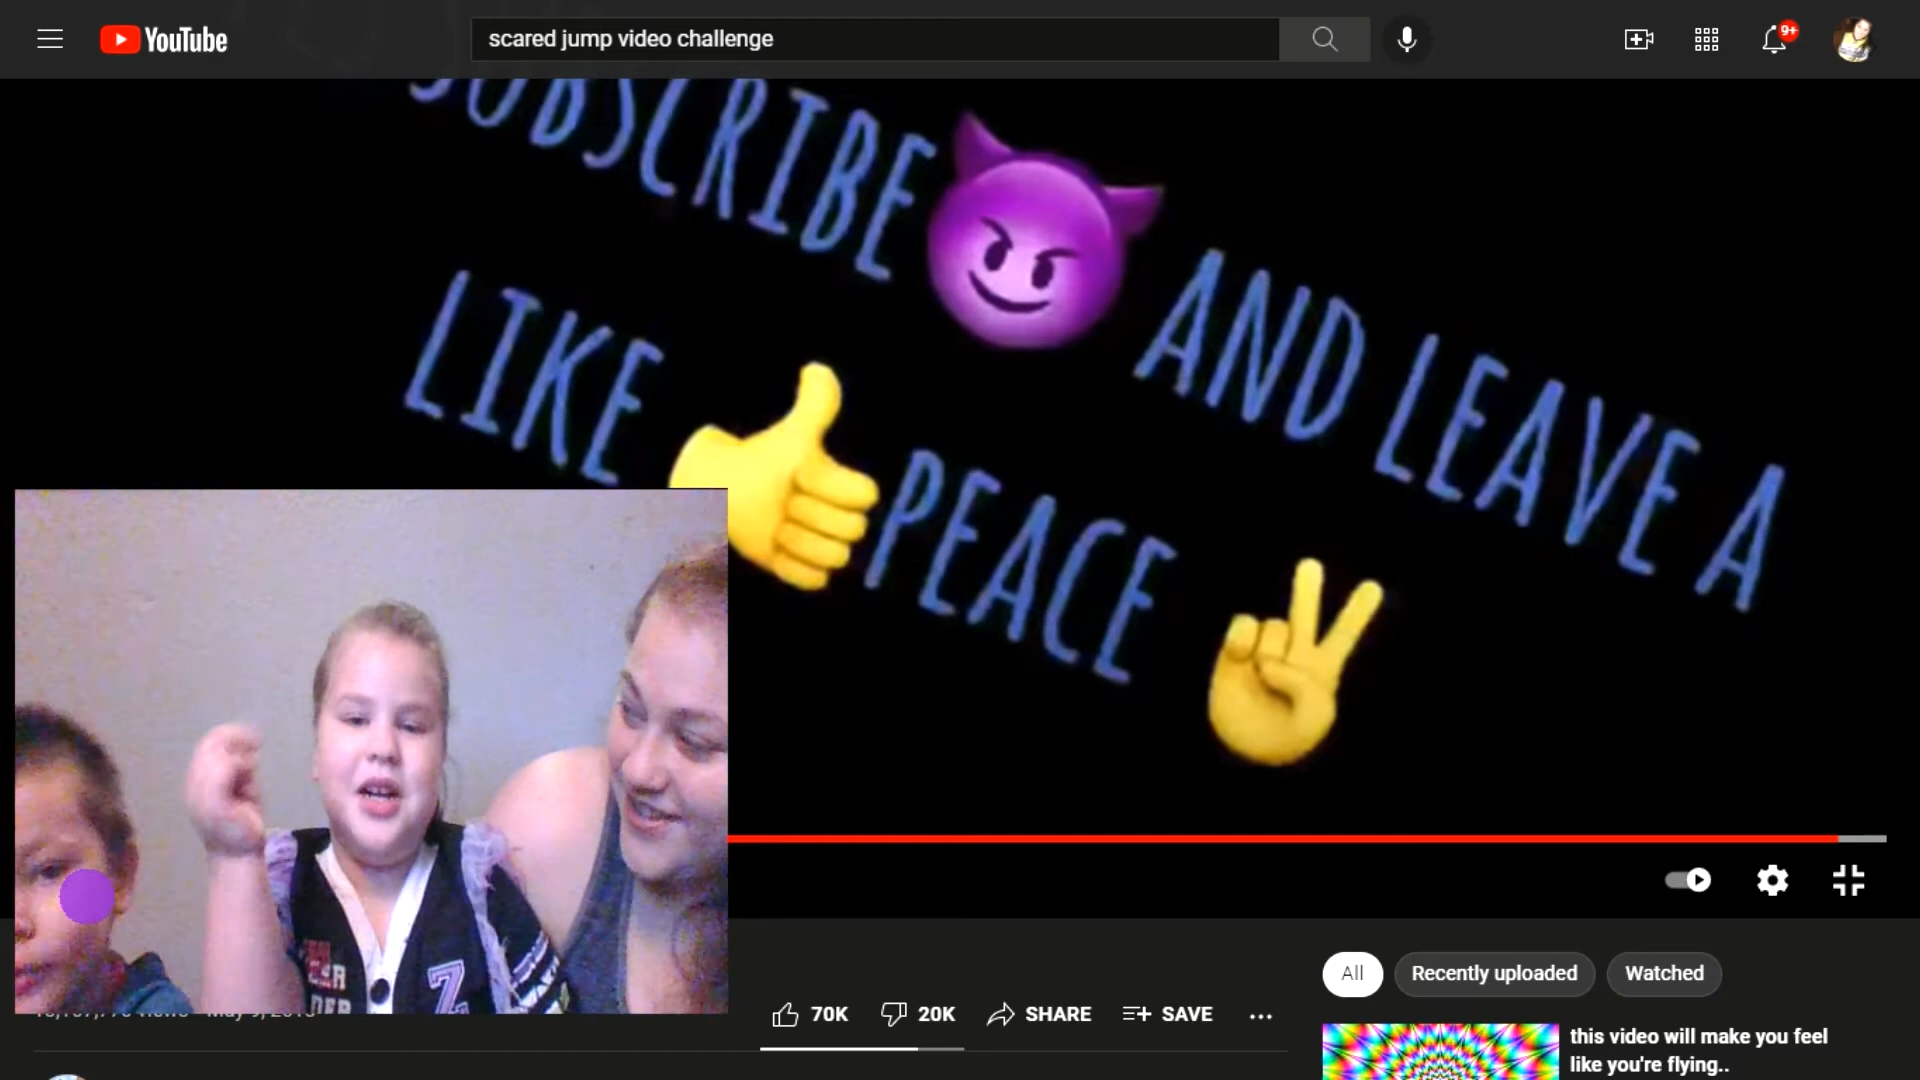 YouTube
scared jump video challenge
9+
SUBSCRIBE😈 AND LEAVE A
LIKE 👍PEACE ✌
Z
70K
20K
SHARE
SAVE
All
Recently uploaded
Watched
this video will make you feel
like you're flying..